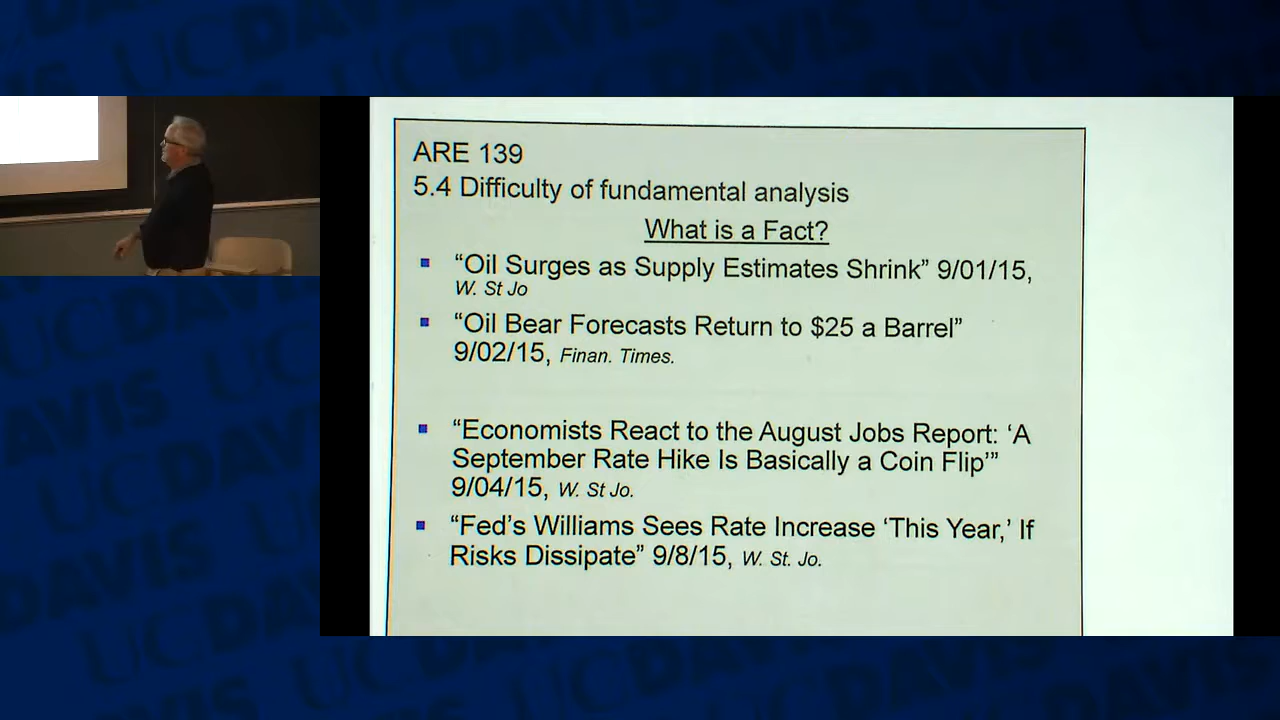 ARE 139
5.4 Difficulty of fundamental analysis
What is a Fact?
“Oil Surges as Supply Estimates Shrink” 9/01/15,
W. St Jo
“Oil Bear Forecasts Return to $25 a Barrel”
9/02/15, Finan. Times.
“Economists React to the August Jobs Report: ‘A
September Rate Hike Is Basically a Coin Flip’”
9/04/15, W. St Jo.
“Fed’s Williams Sees Rate Increase ‘This Year,’ If
Risks Dissipate” 9/8/15, W. St. Jo.
UC DAVIS